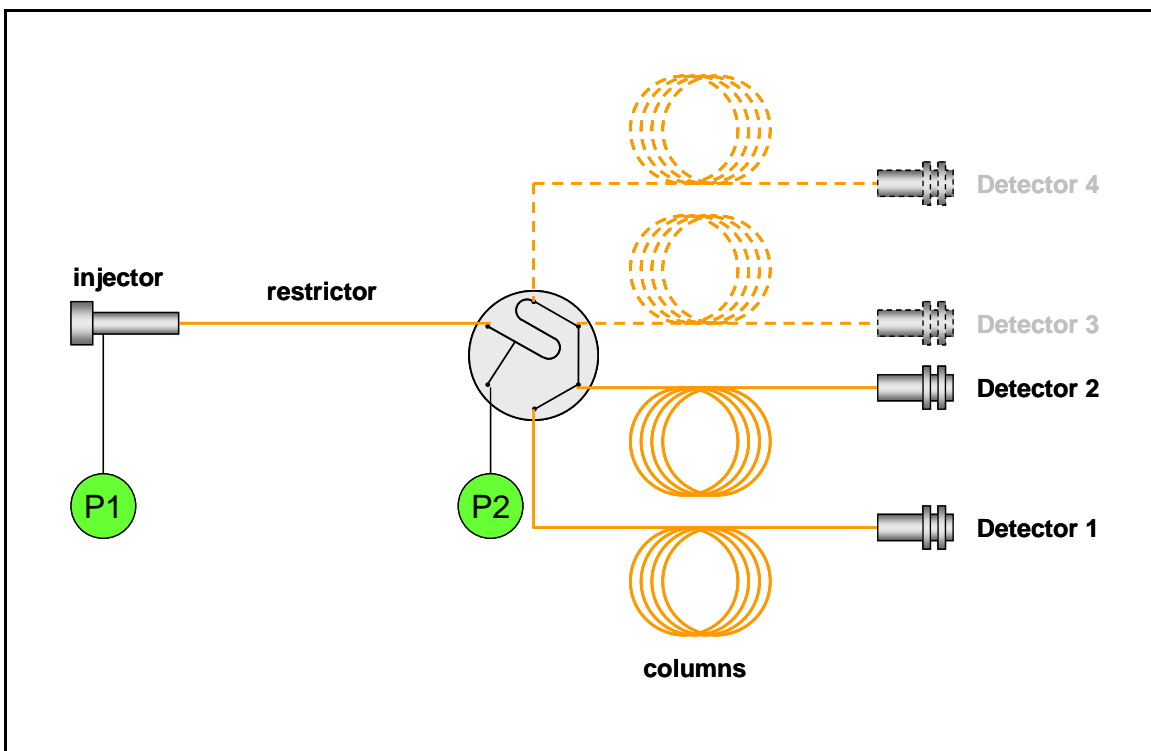 Detector 4
injector
restrictor
Detector 3
Detector 2
P1
P2
Detector 1
columns